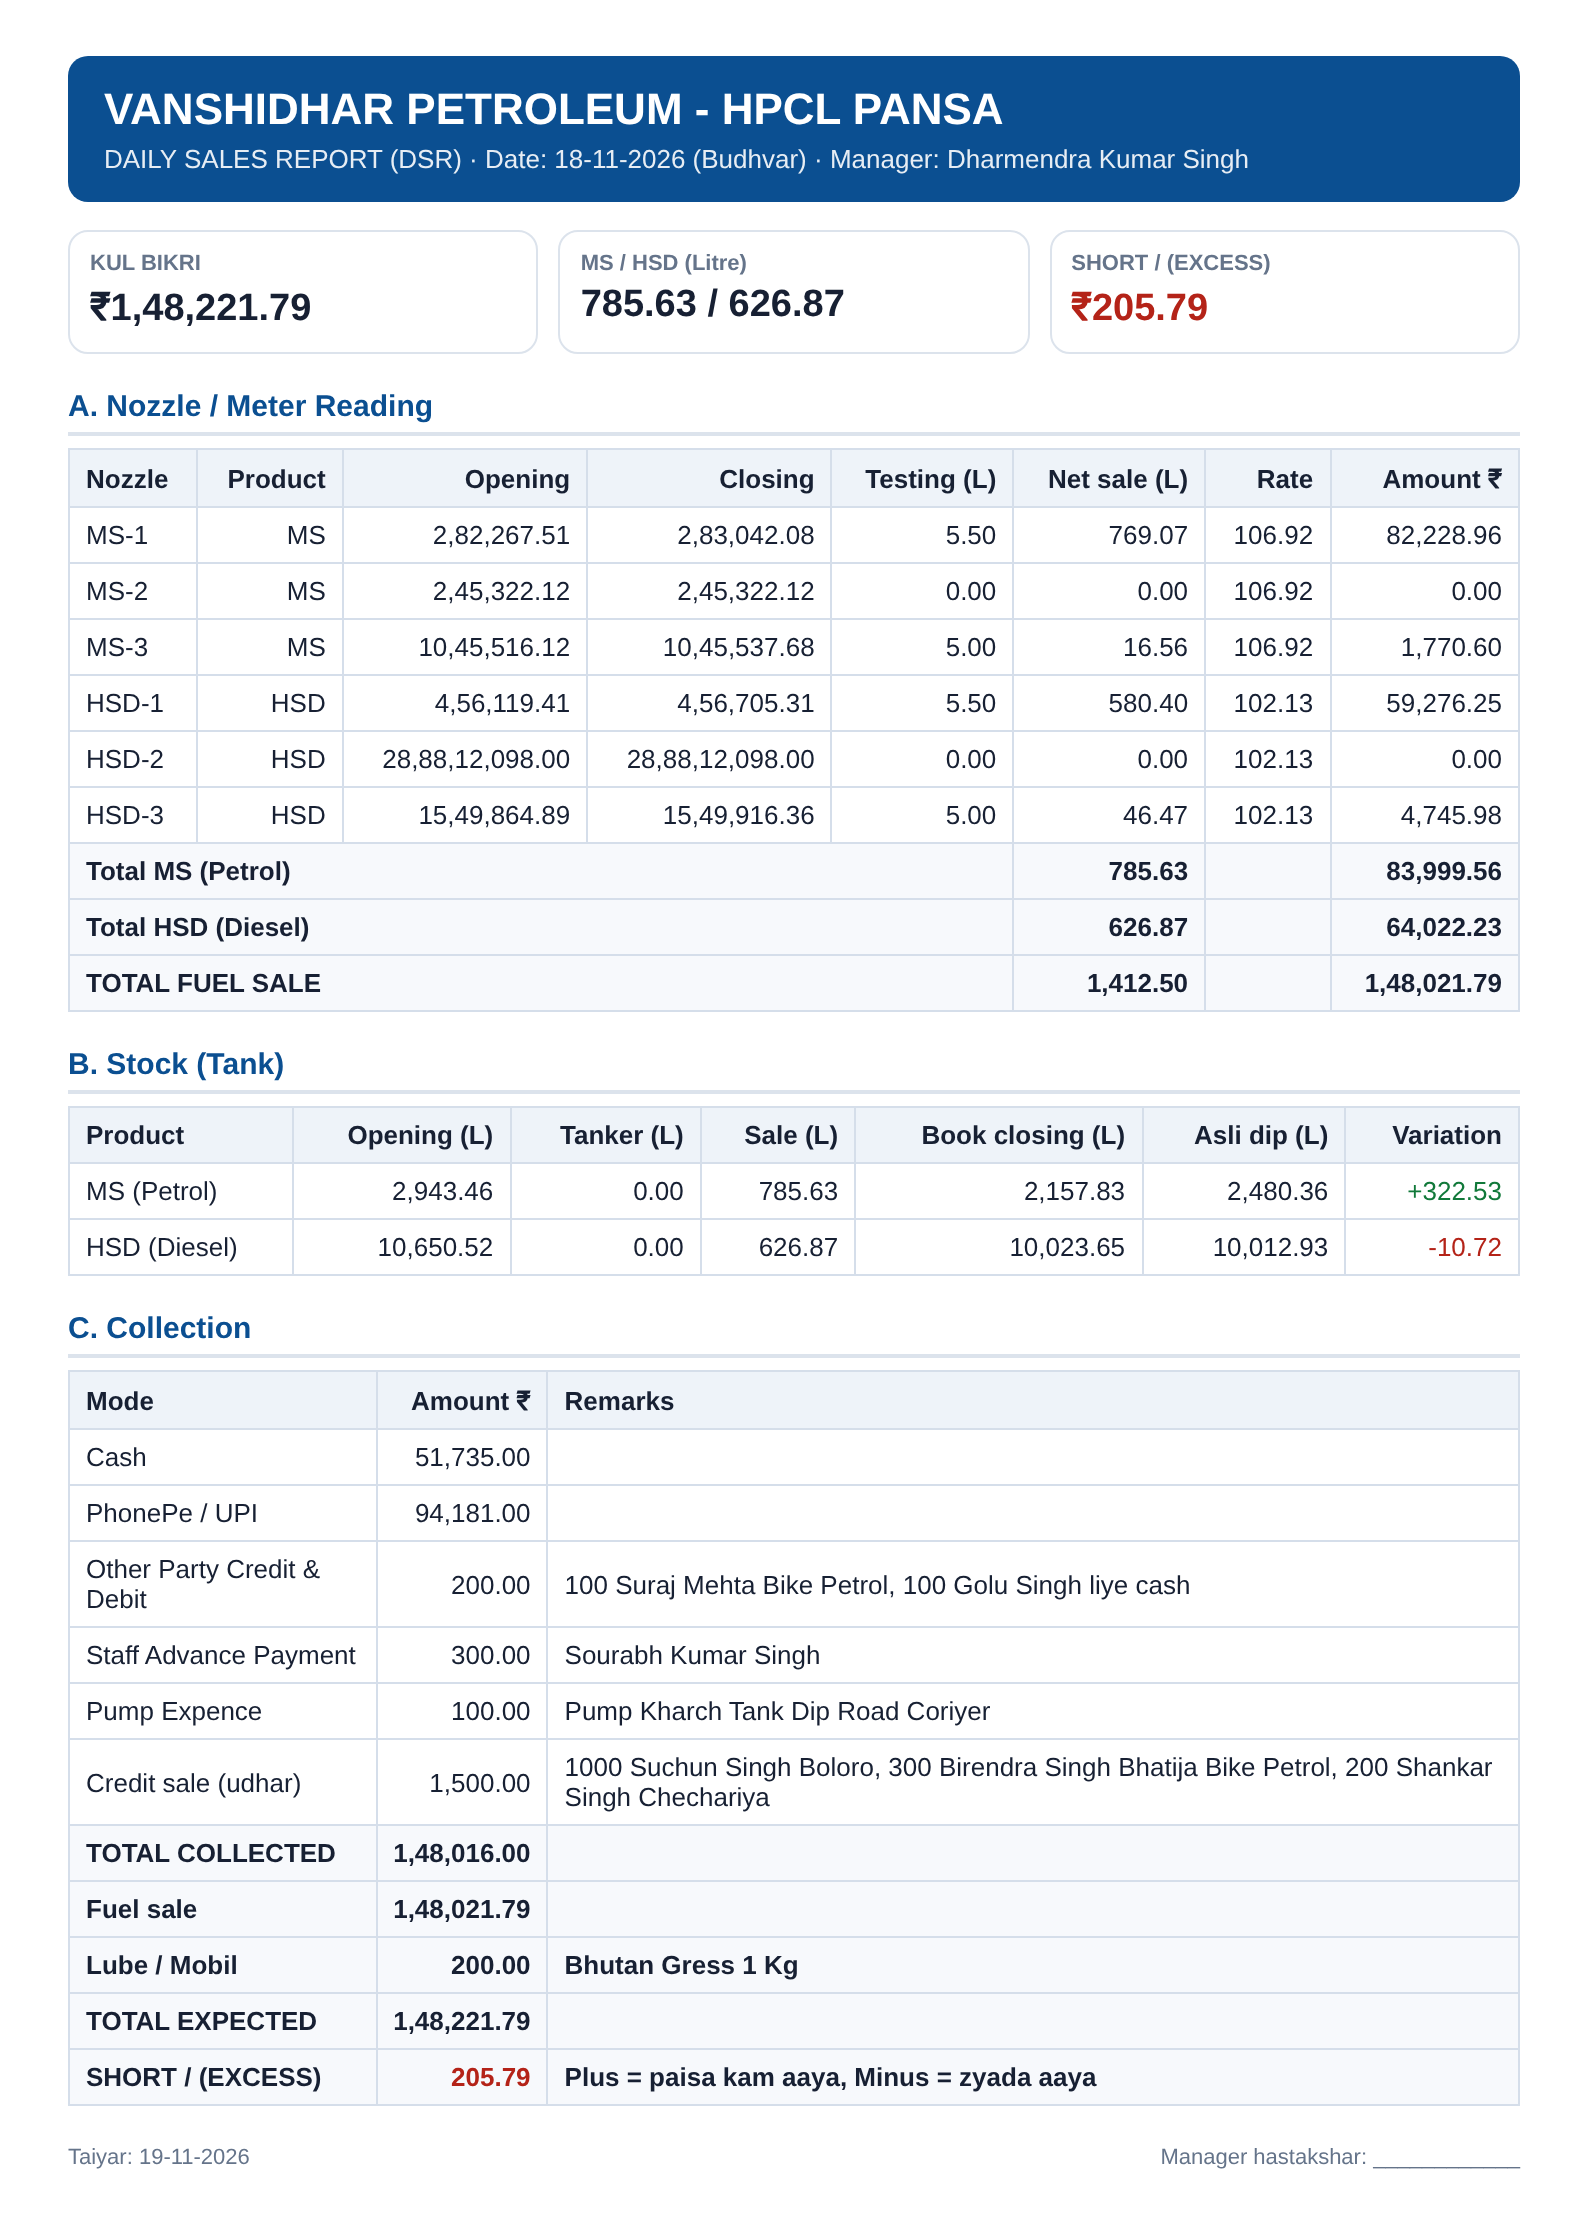 VANSHIDHAR PETROLEUM - HPCL PANSA
DAILY SALES REPORT (DSR) · Date: 18-11-2026 (Budhvar) · Manager: Dharmendra Kumar Singh
KUL BIKRI
₹1,48,221.79
MS / HSD (Litre)
785.63 / 626.87
SHORT / (EXCESS)
₹205.79
A. Nozzle / Meter Reading
Nozzle Product Opening Closing Testing (L) Net sale (L) Rate Amount ₹
MS-1 MS 2,82,267.51 2,83,042.08 5.50 769.07 106.92 82,228.96
MS-2 MS 2,45,322.12 2,45,322.12 0.00 0.00 106.92 0.00
MS-3 MS 10,45,516.12 10,45,537.68 5.00 16.56 106.92 1,770.60
HSD-1 HSD 4,56,119.41 4,56,705.31 5.50 580.40 102.13 59,276.25
HSD-2 HSD 28,88,12,098.00 28,88,12,098.00 0.00 0.00 102.13 0.00
HSD-3 HSD 15,49,864.89 15,49,916.36 5.00 46.47 102.13 4,745.98
Total MS (Petrol) 785.63 83,999.56
Total HSD (Diesel) 626.87 64,022.23
TOTAL FUEL SALE 1,412.50 1,48,021.79
B. Stock (Tank)
Product Opening (L) Tanker (L) Sale (L) Book closing (L) Asli dip (L) Variation
MS (Petrol) 2,943.46 0.00 785.63 2,157.83 2,480.36 +322.53
HSD (Diesel) 10,650.52 0.00 626.87 10,023.65 10,012.93 -10.72
C. Collection
Mode Amount ₹ Remarks
Cash 51,735.00
PhonePe / UPI 94,181.00
Other Party Credit &
Debit 200.00 100 Suraj Mehta Bike Petrol, 100 Golu Singh liye cash
Staff Advance Payment 300.00 Sourabh Kumar Singh
Pump Expence 100.00 Pump Kharch Tank Dip Road Coriyer
Credit sale (udhar) 1,500.00 1000 Suchun Singh Boloro, 300 Birendra Singh Bhatija Bike Petrol, 200 Shankar
Singh Chechariya
TOTAL COLLECTED 1,48,016.00
Fuel sale 1,48,021.79
Lube / Mobil 200.00 Bhutan Gress 1 Kg
TOTAL EXPECTED 1,48,221.79
SHORT / (EXCESS) 205.79 Plus = paisa kam aaya, Minus = zyada aaya
Taiyar: 19-11-2026
Manager hastakshar: ____________